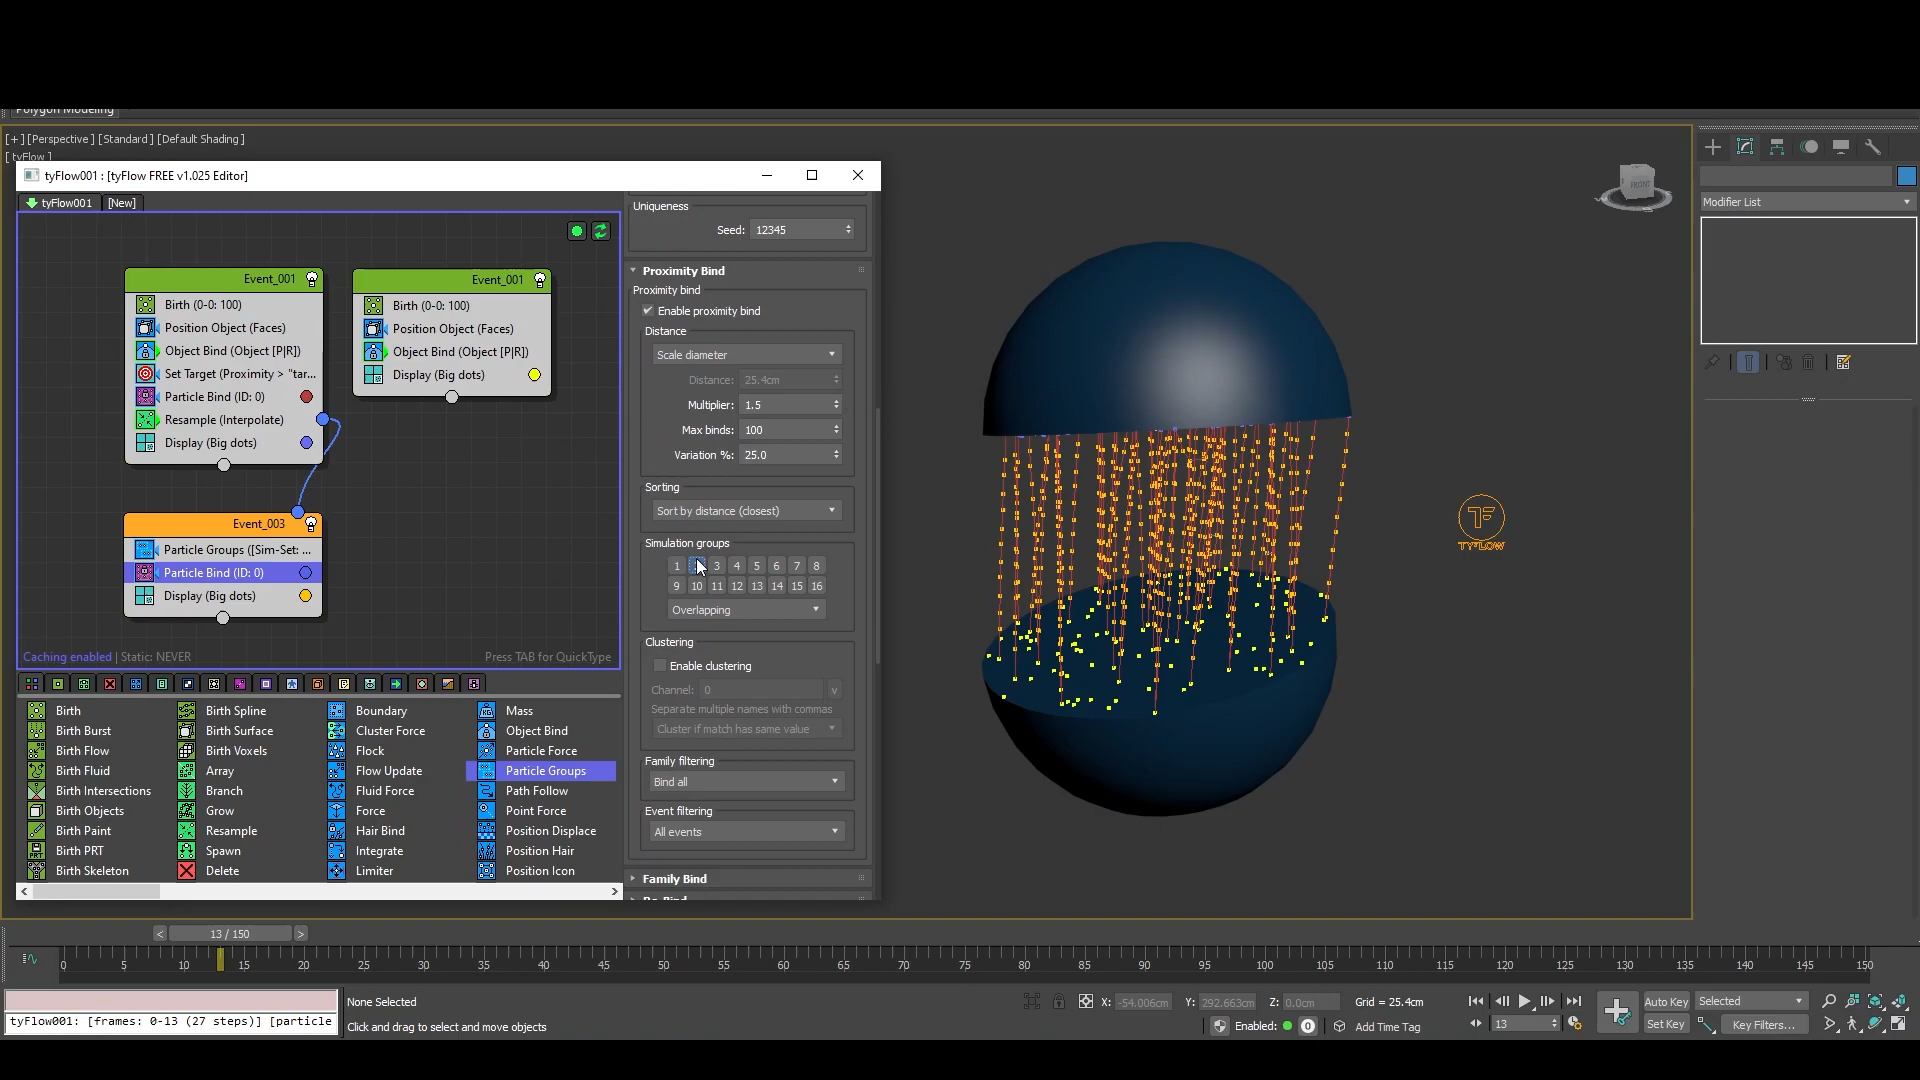 Polygon Modeling
[+] [Perspective ] [Standard ] [Default Shading ]
[ tyFlow ]
tyFlow001 : [tyFlow FREE v1.025 Editor]
tyFlow001
[New]
Event_001
Birth (0-0: 100)
Position Object (Faces)
Object Bind (Object [P|R])
Set Target (Proximity > "tar...
Particle Bind (ID: 0)
Resample (Interpolate)
Display (Big dots)
Event_001
Birth (0-0: 100)
Position Object (Faces)
Object Bind (Object [P|R])
Display (Big dots)
Event_003
Particle Groups ([Sim-Set: ...
Particle Bind (ID: 0)
Display (Big dots)
Caching enabled | Static: NEVER
Press TAB for QuickType
Birth
Birth Burst
Birth Flow
Birth Fluid
Birth Intersections
Birth Objects
Birth Paint
Birth PRT
Birth Skeleton
Birth Spline
Birth Surface
Birth Voxels
Array
Branch
Grow
Resample
Spawn
Delete
Boundary
Cluster Force
Flock
Flow Update
Fluid Force
Force
Hair Bind
Integrate
Limiter
Mass
Object Bind
Particle Force
Particle Groups
Path Follow
Point Force
Position Displace
Position Hair
Position Icon
Uniqueness
Seed: 12345
Proximity Bind
Proximity bind
Enable proximity bind
Distance
Scale diameter
Distance: 25.4cm
Multiplier: 1.5
Max binds: 100
Variation %: 25.0
Sorting
Sort by distance (closest)
Simulation groups
1 3 4 5 6 7 8
9 10 11 12 13 14 15 16
Overlapping
Clustering
Enable clustering
Channel: 0 v
Separate multiple names with commas
Cluster if match has same value
Family filtering
Bind all
Event filtering
All events
Family Bind
FRONT
TF
TYFLOW
Modifier List
< 13 / 150 >
0 5 10 15 20 25 30 35 40 45 50 55 60 65 70 75 80 85 90 95 100 105 110 115 120 125 130 135 140 145 150
None Selected
tyFlow001: [frames: 0-13 (27 steps)] [particle
Click and drag to select and move objects
X: -54.006cm Y: 292.663cm Z: 0.0cm Grid = 25.4cm
Enabled: 0 Add Time Tag
13
Auto Key Selected
Set Key Key Filters...